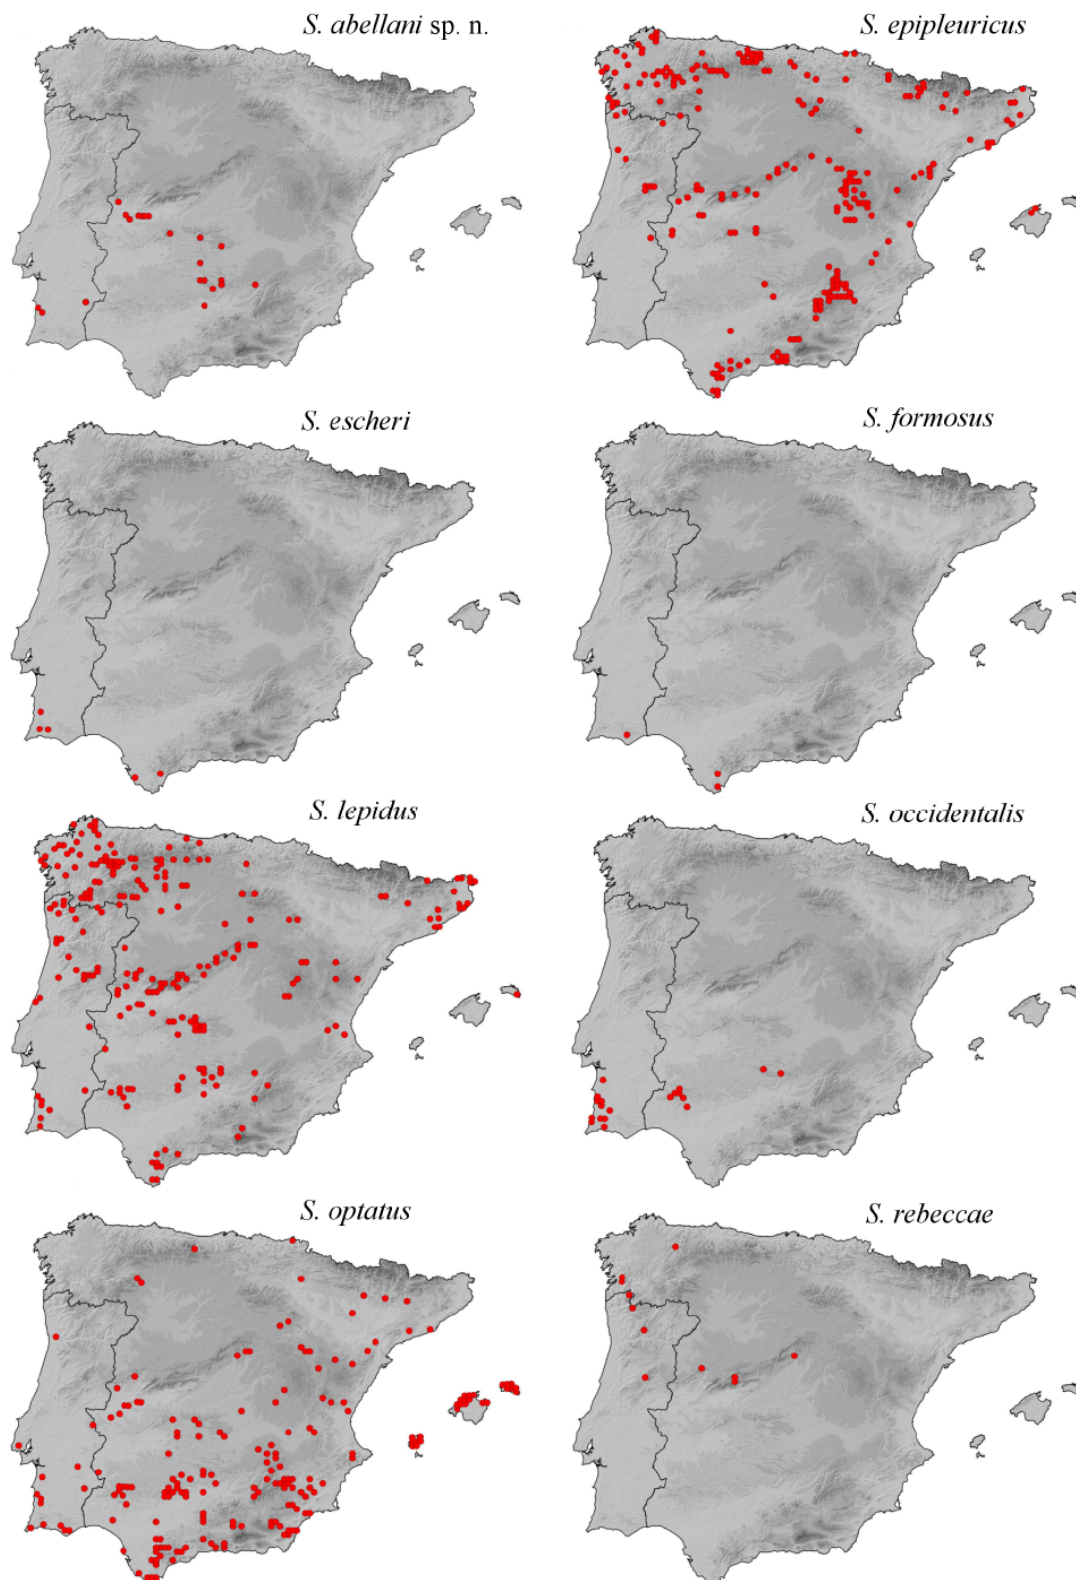 S. abellani sp. n.
S. epipleuricus
S. escheri
S. formosus
S. lepidus
S. occidentalis
S. optatus
S. rebeccae